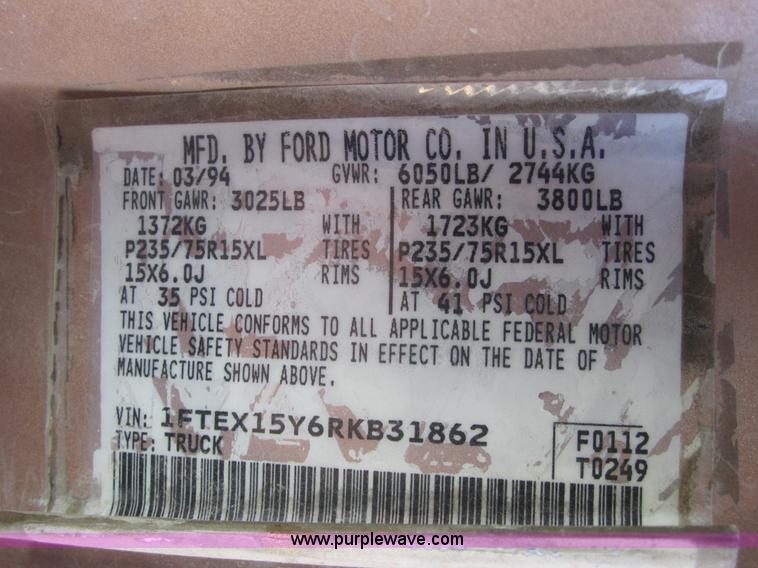 MFD. BY FORD MOTOR CO. IN U.S.A.
DATE: 03/94 GVWR: 6050LB/ 2744KG
FRONT GAWR: 3025LB REAR GAWR: 3800LB
1372KG WITH 1723KG WITH
P235/75R15XL TIRES P235/75R15XL TIRES
15X6.0J RIMS 15X6.0J RIMS
AT 35 PSI COLD AT 41 PSI COLD
THIS VEHICLE CONFORMS TO ALL APPLICABLE FEDERAL MOTOR
VEHICLE SAFETY STANDARDS IN EFFECT ON THE DATE OF
MANUFACTURE SHOWN ABOVE.
VIN: 1FTEX15Y6RKB31862
TYPE: TRUCK
F0112
T0249
www.purplewave.com